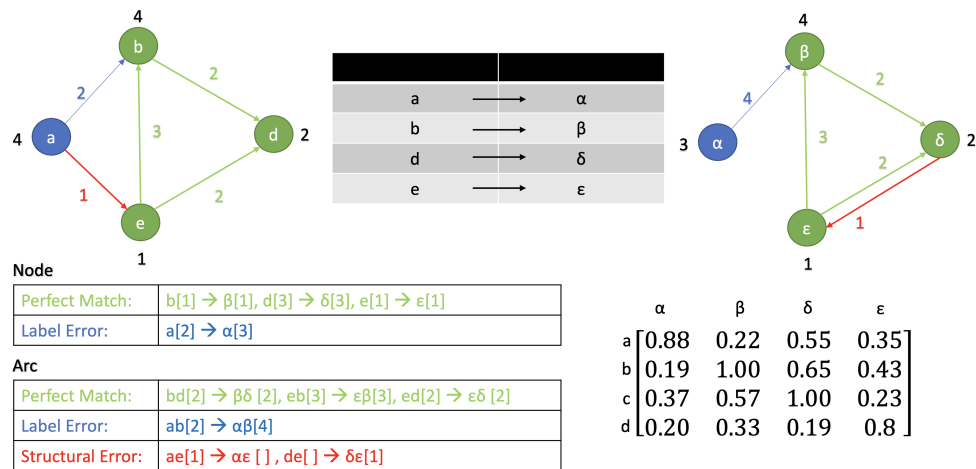 4
b
2
2
4
a
3
d
2
1
2
e
1
a → α
b → β
d → δ
e → ε
4
β
4
2
3
α
3
δ
2
2
1
ε
1
Node
Perfect Match: b[1] → β[1], d[3] → δ[3], e[1] → ε[1]
Label Error: a[2] → α[3]
Arc
Perfect Match: bd[2] → βδ [2], eb[3] → εβ[3], ed[2] → εδ [2]
Label Error: ab[2] → αβ[4]
Structural Error: ae[1] → αε [ ] , de[ ] → δε[1]
α β δ ε
a 0.88 0.22 0.55 0.35
b 0.19 1.00 0.65 0.43
c 0.37 0.57 1.00 0.23
d 0.20 0.33 0.19 0.8